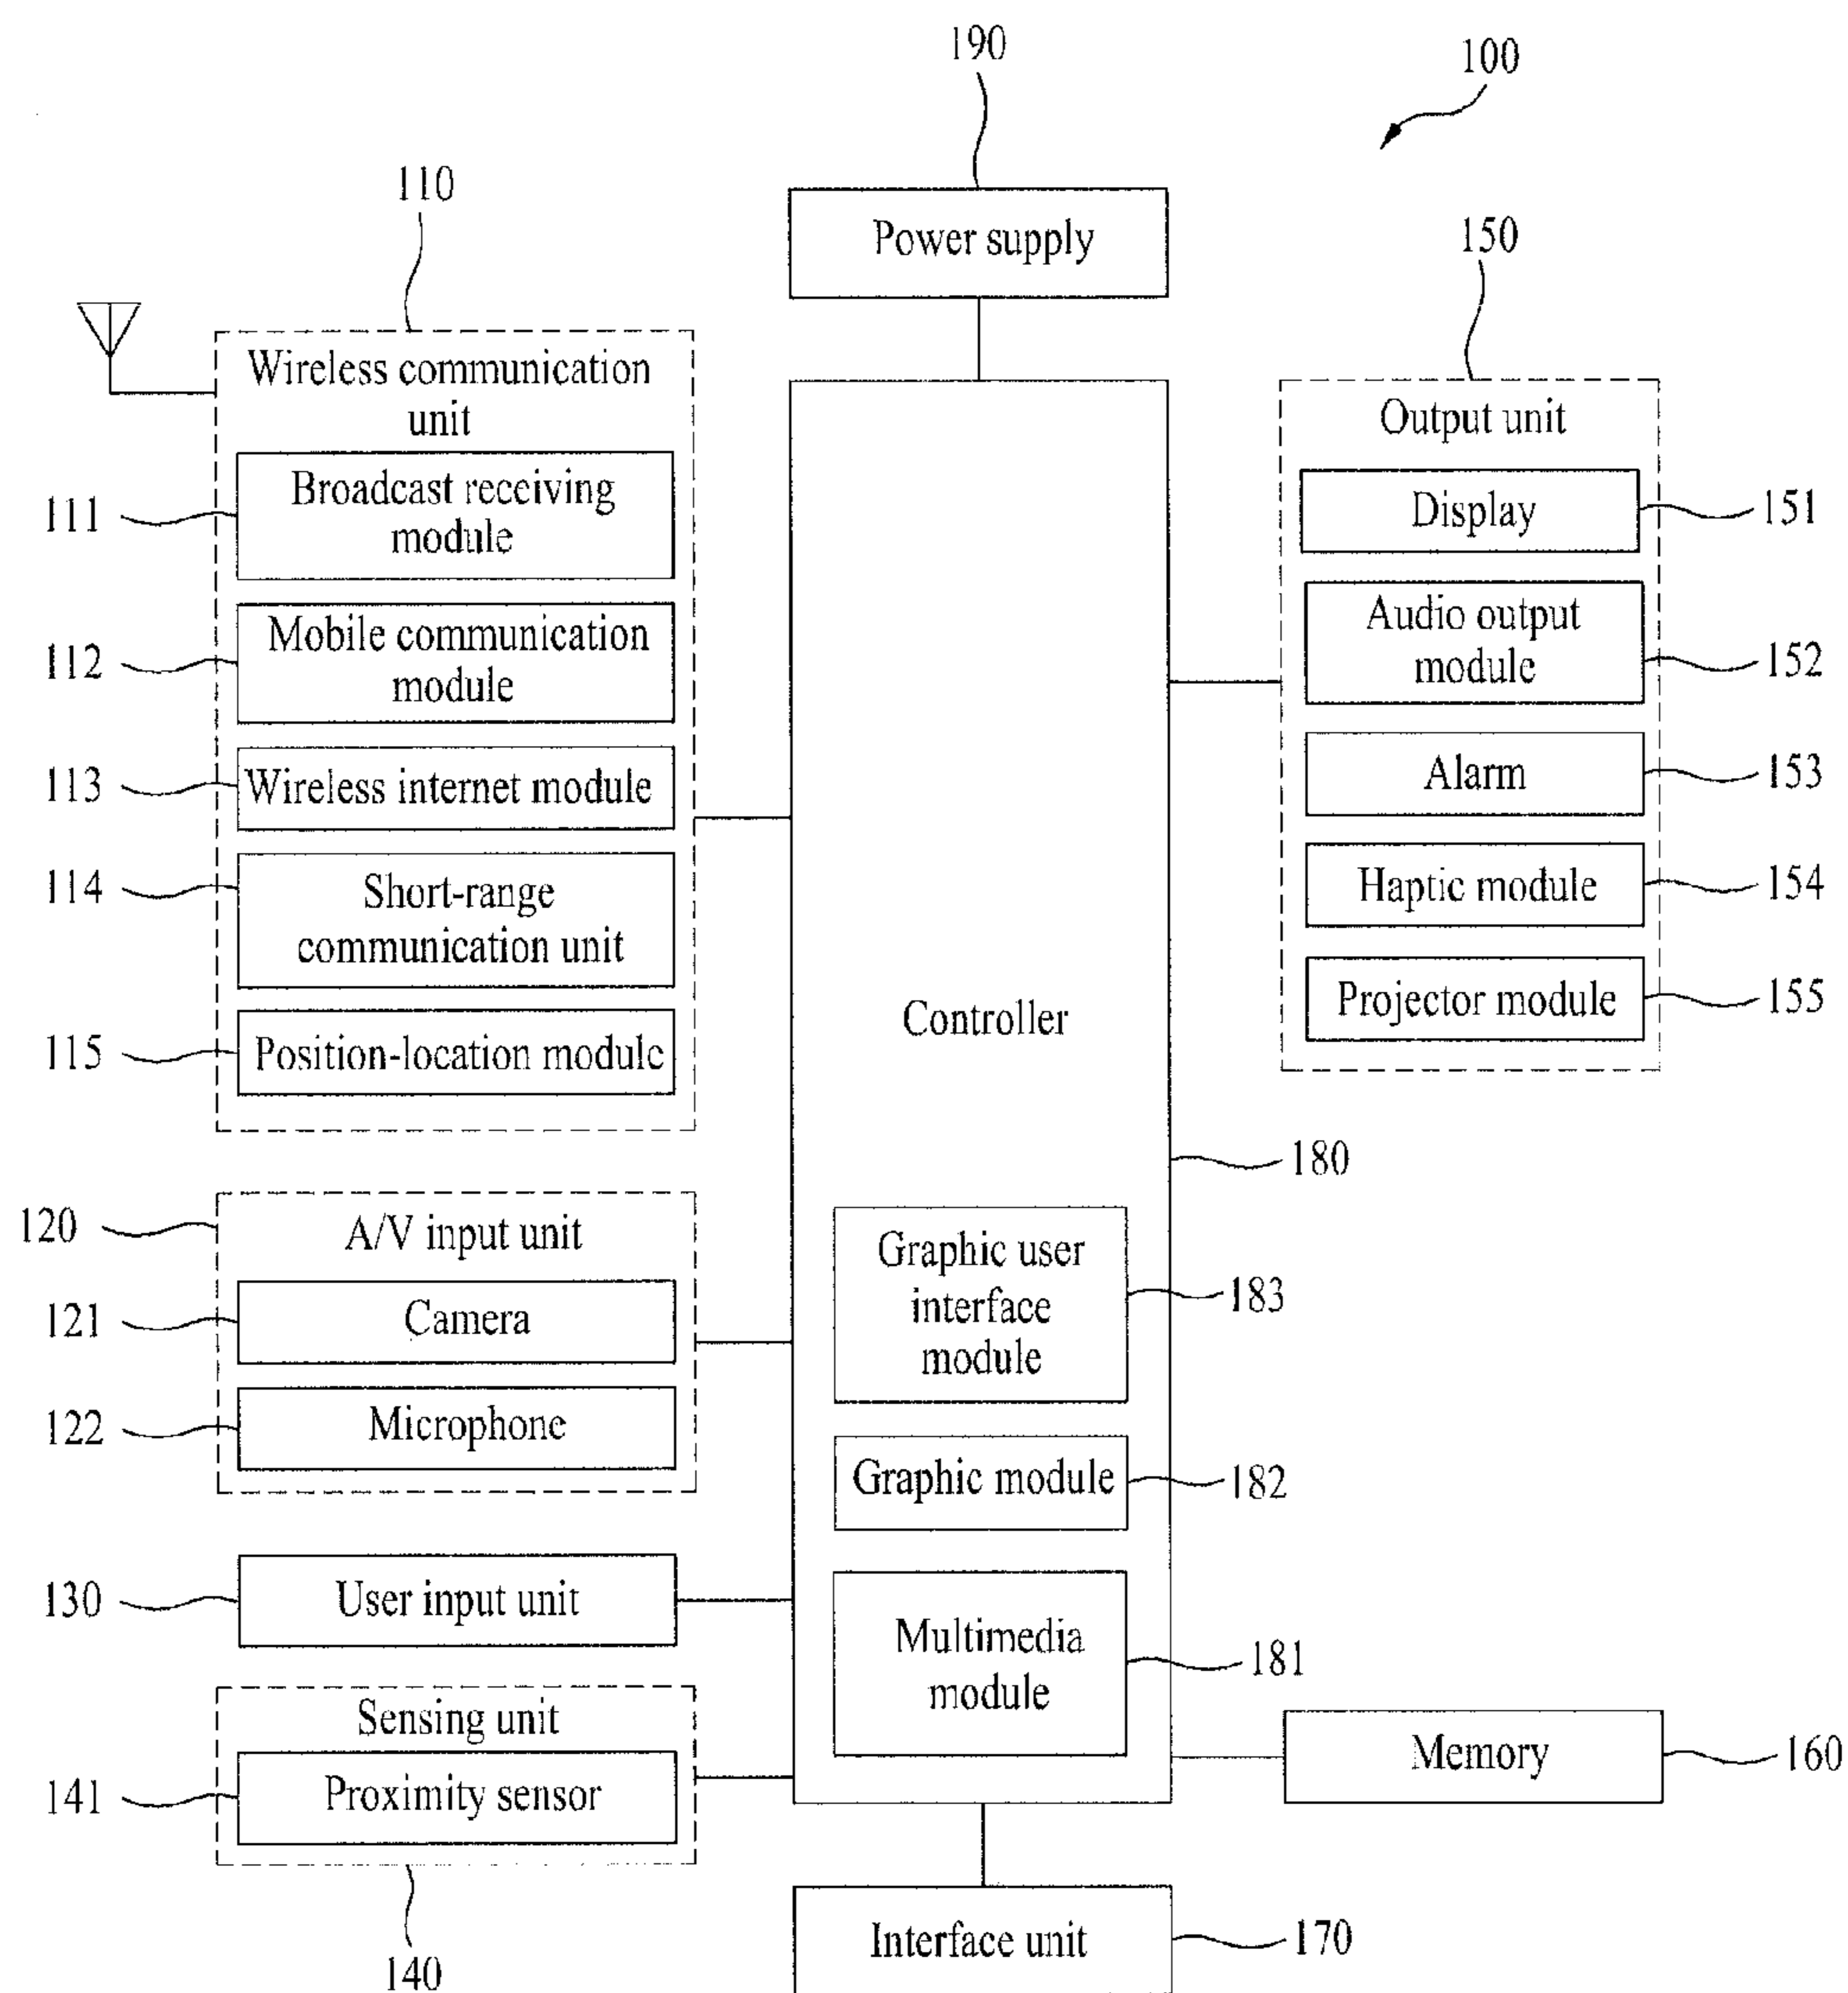 190
100
110
Power supply
150
Wireless communication
unit
Output unit
111
Broadcast receiving
module
Display
151
112
Mobile communication
module
Audio output
module
152
113
Wireless internet module
Alarm
153
114
Short-range
communication unit
Haptic module
154
115
Position-location module
Projector module
155
Controller
180
120
A/V input unit
121
Camera
122
Microphone
Graphic user
interface
module
183
Graphic module
182
130
User input unit
Multimedia
module
181
Sensing unit
141
Proximity sensor
140
Memory
160
Interface unit
170